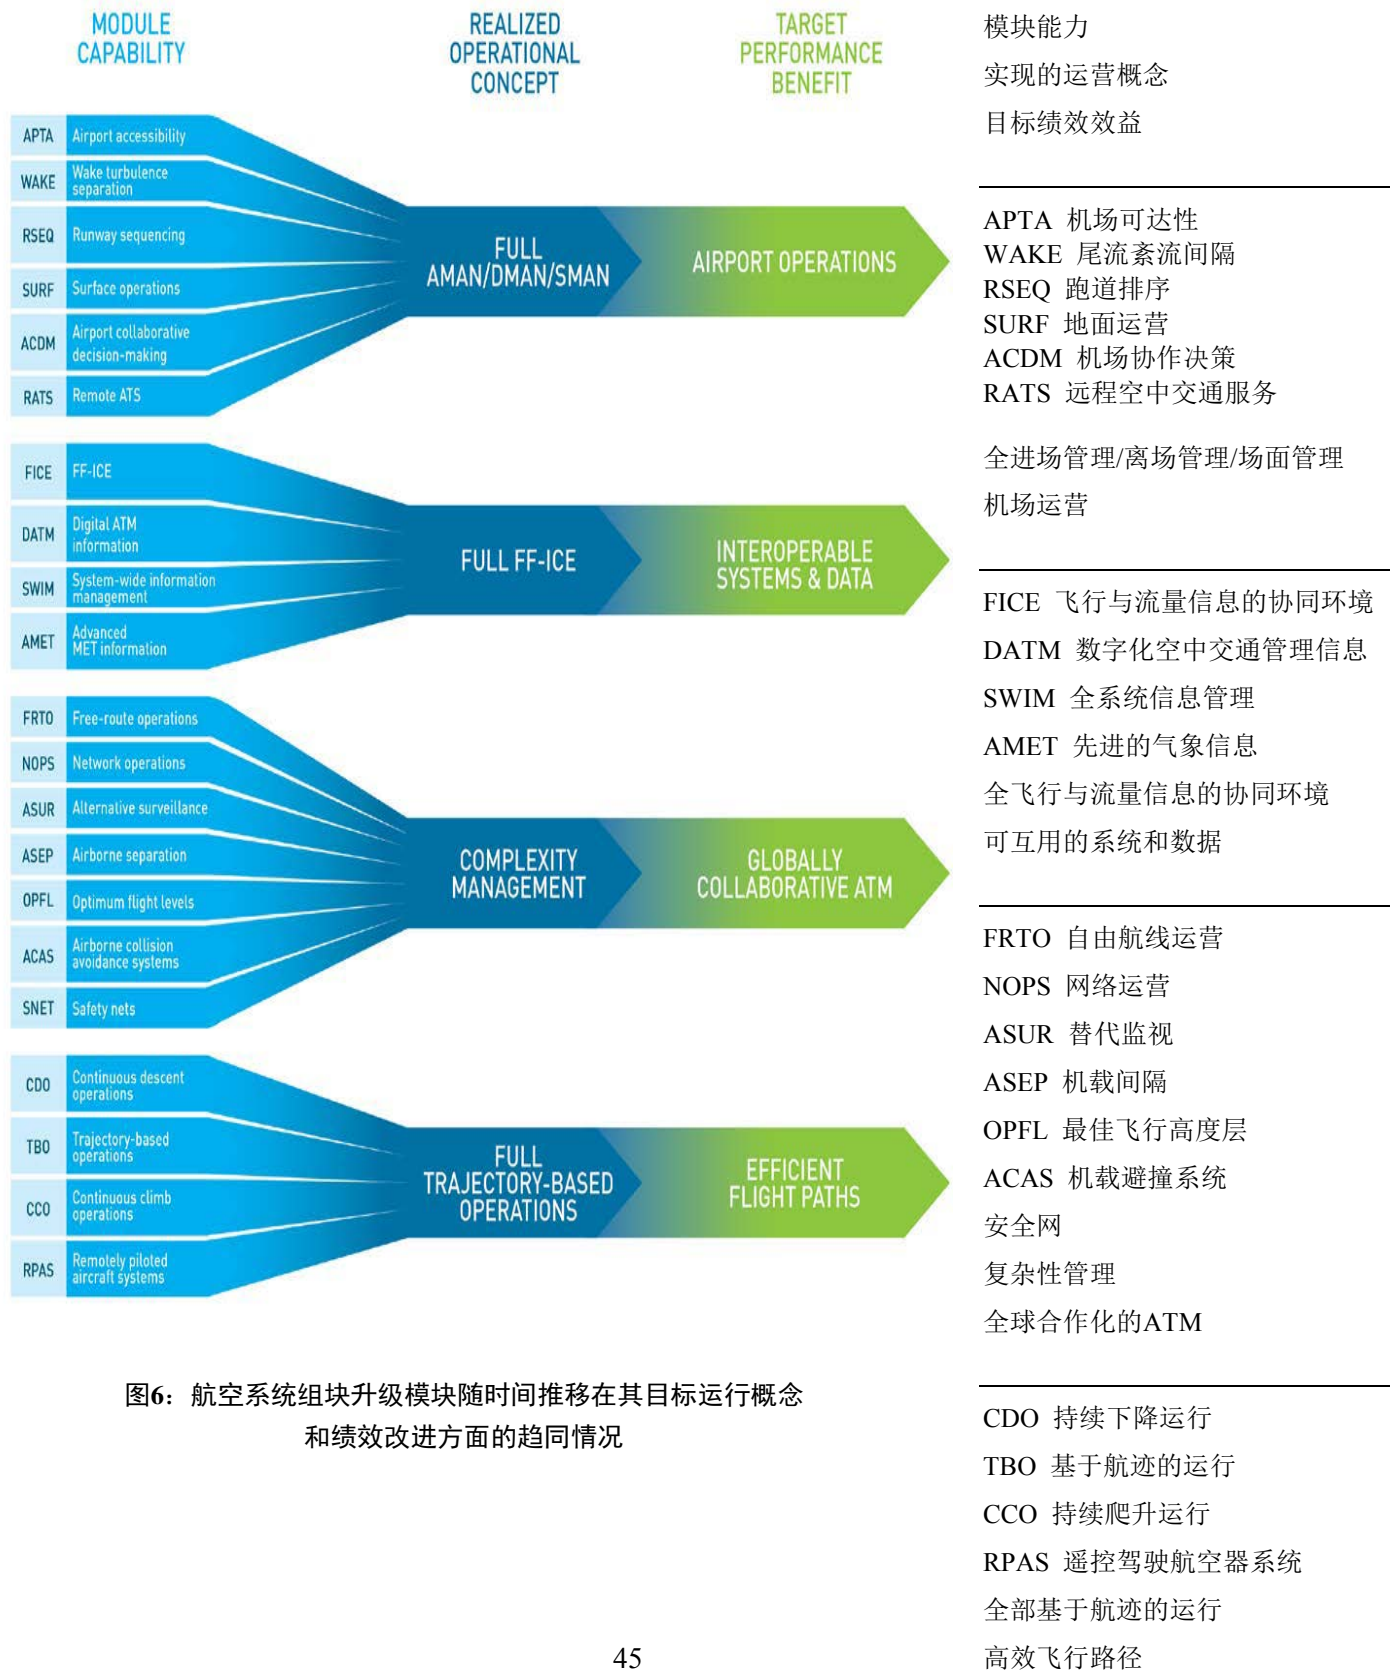 MODULE
CAPABILITY
REALIZED
OPERATIONAL
CONCEPT
TARGET
PERFORMANCE
BENEFIT
APTA Airport accessibility
WAKE Wake turbulence
separation
RSEQ Runway sequencing
SURF Surface operations
ACDM Airport collaborative
decision-making
RATS Remote ATS
FULL
AMAN/DMAN/SMAN
AIRPORT OPERATIONS
FICE FF-ICE
DATM Digital ATM
information
SWIM System-wide information
management
AMET Advanced
MET information
FULL FF-ICE
INTEROPERABLE
SYSTEMS & DATA
FRTO Free-route operations
NOPS Network operations
ASUR Alternative surveillance
ASEP Airborne separation
OPFL Optimum flight levels
ACAS Airborne collision
avoidance systems
SNET Safety nets
COMPLEXITY
MANAGEMENT
GLOBALLY
COLLABORATIVE ATM
CDO Continuous descent
operations
TBO Trajectory-based
operations
CCO Continuous climb
operations
RPAS Remotely piloted
aircraft systems
FULL
TRAJECTORY-BASED
OPERATIONS
EFFICIENT
FLIGHT PATHS
图6：航空系统组块升级模块随时间推移在其目标运行概念
和绩效改进方面的趋同情况
模块能力
实现的运营概念
目标绩效效益
APTA 机场可达性
WAKE 尾流紊流间隔
RSEQ 跑道排序
SURF 地面运营
ACDM 机场协作决策
RATS 远程空中交通服务
全进场管理/离场管理/场面管理
机场运营
FICE 飞行与流量信息的协同环境
DATM 数字化空中交通管理信息
SWIM 全系统信息管理
AMET 先进的气象信息
全飞行与流量信息的协同环境
可互用的系统和数据
FRTO 自由航线运营
NOPS 网络运营
ASUR 替代监视
ASEP 机载间隔
OPFL 最佳飞行高度层
ACAS 机载避撞系统
安全网
复杂性管理
全球合作化的ATM
CDO 持续下降运行
TBO 基于航迹的运行
CCO 持续爬升运行
RPAS 遥控驾驶航空器系统
全部基于航迹的运行
高效飞行路径
45